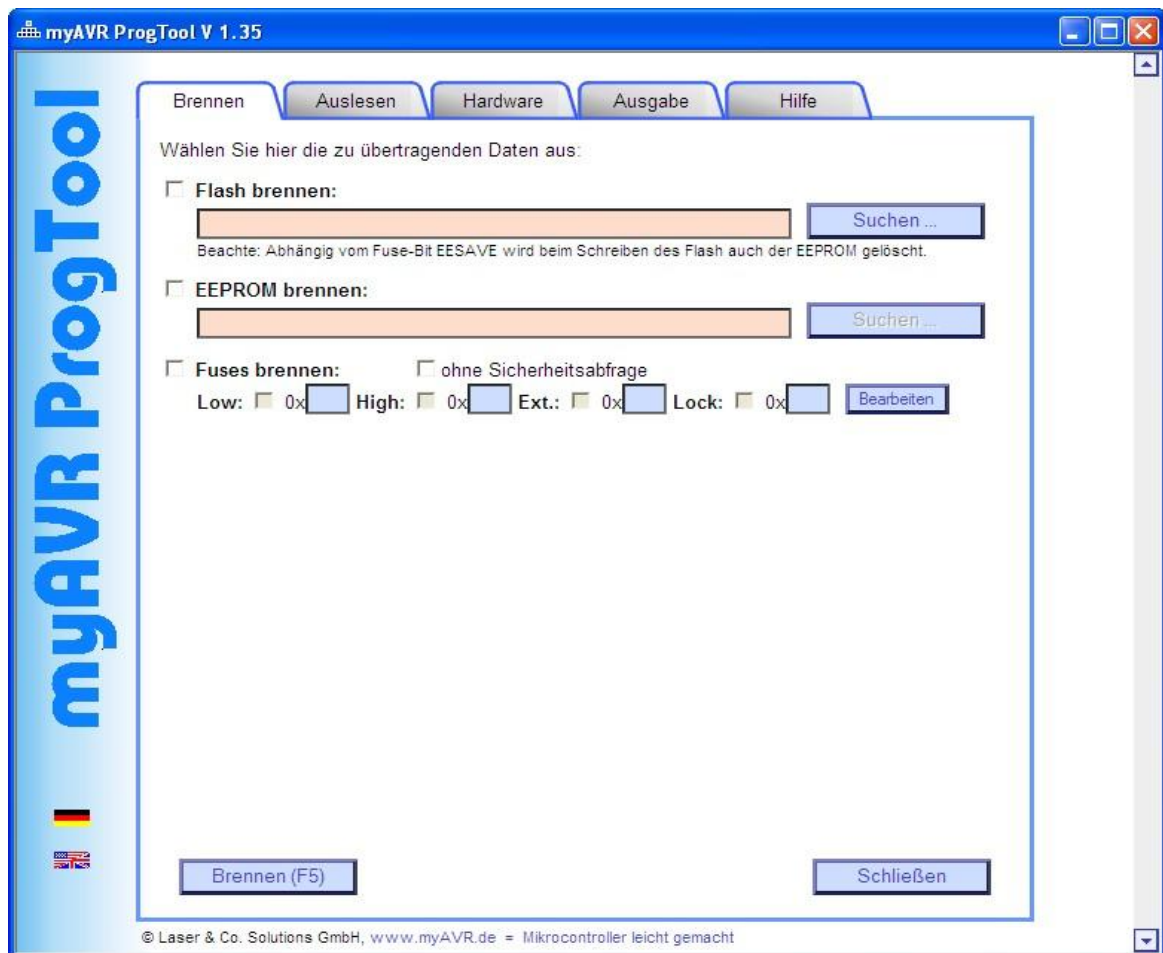 myAVR ProgTool V 1.35
myAVR ProgTool
Brennen Auslesen Hardware Ausgabe Hilfe
Wählen Sie hier die zu übertragenden Daten aus:
Flash brennen:
Suchen ...
Beachte: Abhängig vom Fuse-Bit EESAVE wird beim Schreiben des Flash auch der EEPROM gelöscht.
EEPROM brennen:
Suchen ...
Fuses brennen: ohne Sicherheitsabfrage
Low: 0x High: 0x Ext.: 0x Lock: 0x Bearbeiten
Brennen (F5) Schließen
© Laser & Co. Solutions GmbH, www.myAVR.de = Mikrocontroller leicht gemacht